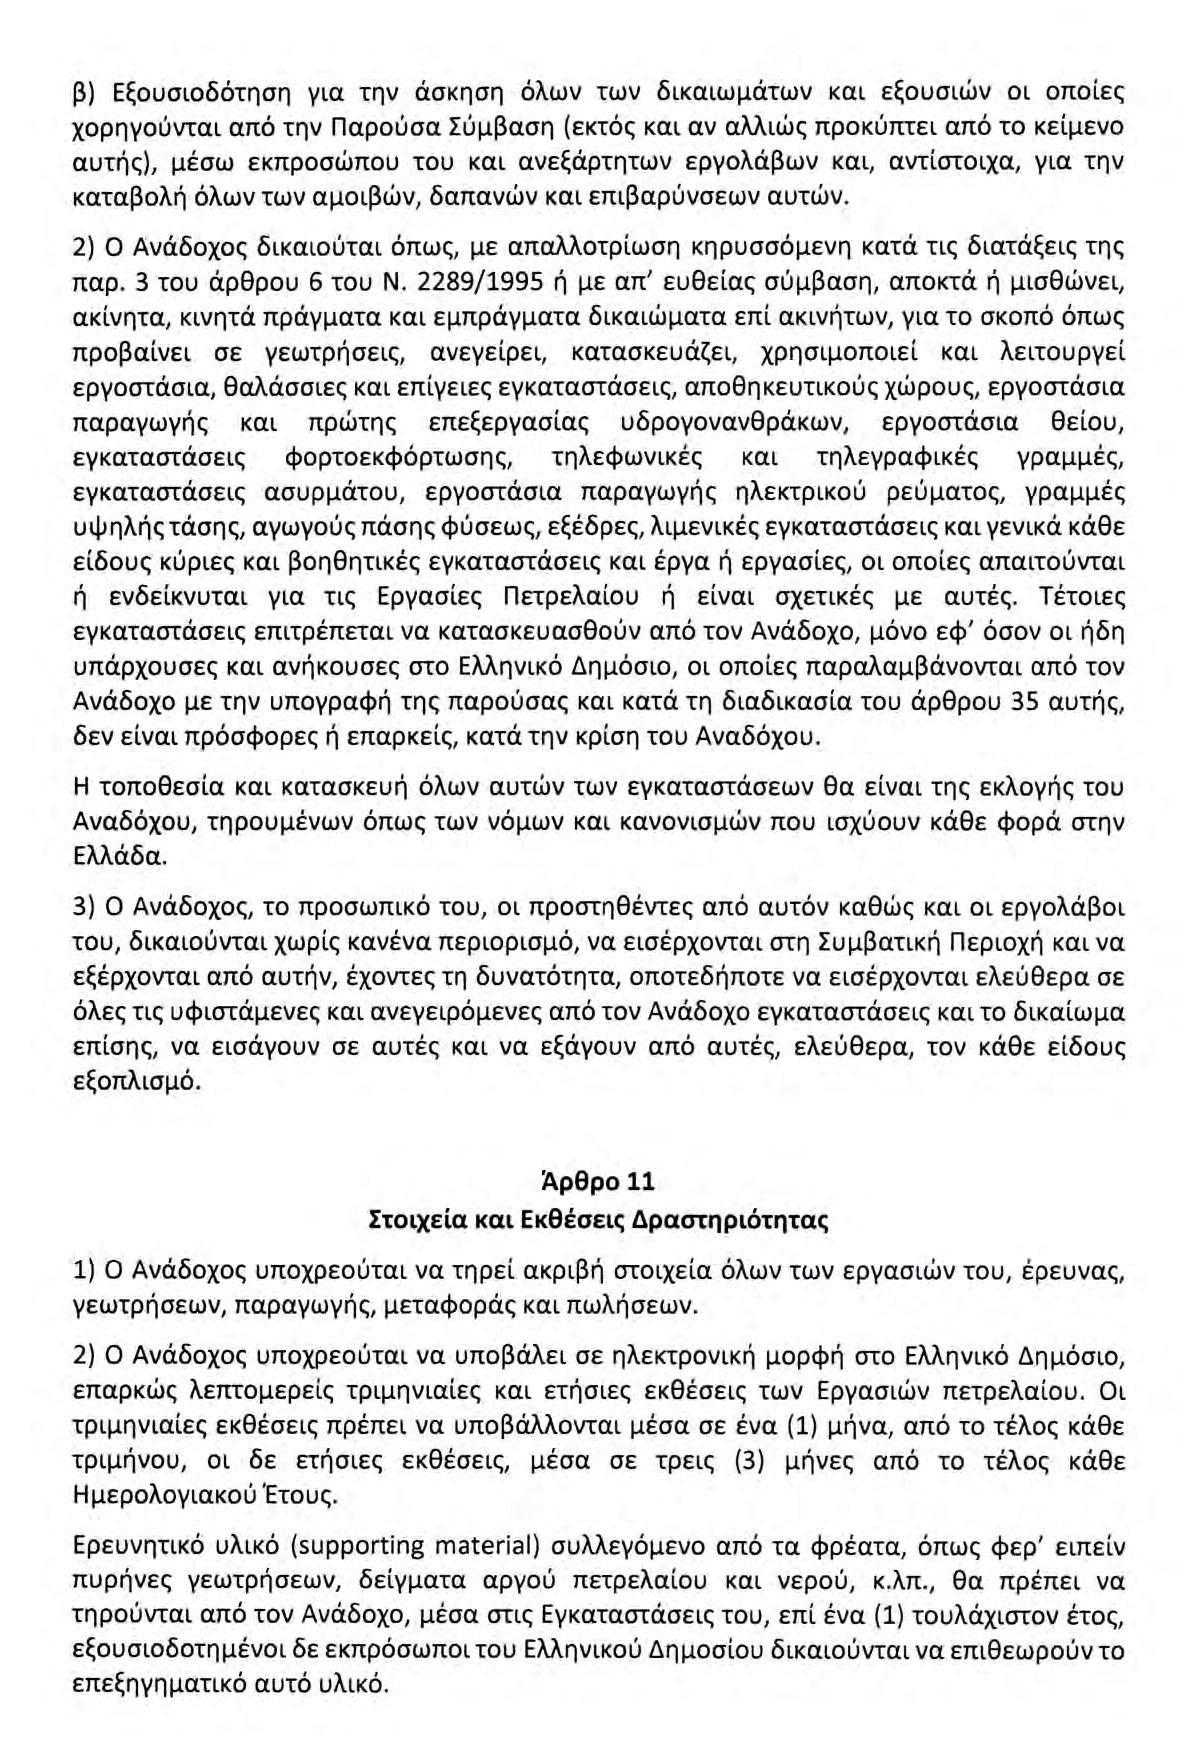 β) Εξουσιοδότηση για την άσκηση όλων των δικαιωμάτων και εξουσιών οι οποίες
χορηγούνται από την Παρούσα Σύμβαση (εκτός και αν αλλιώς προκύπτει από το κείμενο
αυτής), μέσω εκπροσώπου του και ανεξάρτητων εργολάβων και, αντίστοιχα, για την
καταβολή όλων των αμοιβών, δαπανών και επιβαρύνσεων αυτών.
2) Ο Ανάδοχος δικαιούται όπως, με απαλλοτρίωση κηρυσσόμενη κατά τις διατάξεις της
παρ. 3 του άρθρου 6 του Ν. 2289/1995 ή με απ’ ευθείας σύμβαση, αποκτά ή μισθώνει,
ακίνητα, κινητά πράγματα και εμπράγματα δικαιώματα επί ακινήτων, για το σκοπό όπως
προβαίνει σε γεωτρήσεις, ανεγείρει, κατασκευάζει, χρησιμοποιεί και λειτουργεί
εργοστάσια, θαλάσσιες και επίγειες εγκαταστάσεις, αποθηκευτικούς χώρους, εργοστάσια
παραγωγής και πρώτης επεξεργασίας υδρογονανθράκων, εργοστάσια θείου,
εγκαταστάσεις φορτοεκφόρτωσης, τηλεφωνικές και τηλεγραφικές γραμμές,
εγκαταστάσεις ασυρμάτου, εργοστάσια παραγωγής ηλεκτρικού ρεύματος, γραμμές
υψηλής τάσης, αγωγούς πάσης φύσεως, εξέδρες, λιμενικές εγκαταστάσεις και γενικά κάθε
είδους κύριες και βοηθητικές εγκαταστάσεις και έργα ή εργασίες, οι οποίες απαιτούνται
ή ενδείκνυται για τις Εργασίες Πετρελαίου ή είναι σχετικές με αυτές. Τέτοιες
εγκαταστάσεις επιτρέπεται να κατασκευασθούν από τον Ανάδοχο, μόνο εφ’ όσον οι ήδη
υπάρχουσες και ανήκουσες στο Ελληνικό Δημόσιο, οι οποίες παραλαμβάνονται από τον
Ανάδοχο με την υπογραφή της παρούσας και κατά τη διαδικασία του άρθρου 35 αυτής,
δεν είναι πρόσφορες ή επαρκείς, κατά την κρίση του Αναδόχου.
Η τοποθεσία και κατασκευή όλων αυτών των εγκαταστάσεων θα είναι της εκλογής του
Αναδόχου, τηρουμένων όπως των νόμων και κανονισμών που ισχύουν κάθε φορά στην
Ελλάδα.
3) Ο Ανάδοχος, το προσωπικό του, οι προστηθέντες από αυτόν καθώς και οι εργολάβοι
του, δικαιούνται χωρίς κανένα περιορισμό, να εισέρχονται στη Συμβατική Περιοχή και να
εξέρχονται από αυτήν, έχοντες τη δυνατότητα, οποτεδήποτε να εισέρχονται ελεύθερα σε
όλες τις υφιστάμενες και ανεγειρόμενες από τον Ανάδοχο εγκαταστάσεις και το δικαίωμα
επίσης, να εισάγουν σε αυτές και να εξάγουν από αυτές, ελεύθερα, τον κάθε είδους
εξοπλισμό.
Άρθρο 11
Στοιχεία και Εκθέσεις Δραστηριότητας
1) Ο Ανάδοχος υποχρεούται να τηρεί ακριβή στοιχεία όλων των εργασιών του, έρευνας,
γεωτρήσεων, παραγωγής, μεταφοράς και πωλήσεων.
2) Ο Ανάδοχος υποχρεούται να υποβάλει σε ηλεκτρονική μορφή στο Ελληνικό Δημόσιο,
επαρκώς λεπτομερείς τριμηνιαίες και ετήσιες εκθέσεις των Εργασιών πετρελαίου. Οι
τριμηνιαίες εκθέσεις πρέπει να υποβάλλονται μέσα σε ένα (1) μήνα, από το τέλος κάθε
τριμήνου, οι δε ετήσιες εκθέσεις, μέσα σε τρεις (3) μήνες από το τέλος κάθε
Ημερολογιακού Έτους.
Ερευνητικό υλικό (supporting material) συλλεγόμενο από τα φρέατα, όπως φερ’ ειπείν
πυρήνες γεωτρήσεων, δείγματα αργού πετρελαίου και νερού, κ.λπ., θα πρέπει να
τηρούνται από τον Ανάδοχο, μέσα στις Εγκαταστάσεις του, επί ένα (1) τουλάχιστον έτος,
εξουσιοδοτημένοι δε εκπρόσωποι του Ελληνικού Δημοσίου δικαιούνται να επιθεωρούν το
επεξηγηματικό αυτό υλικό.